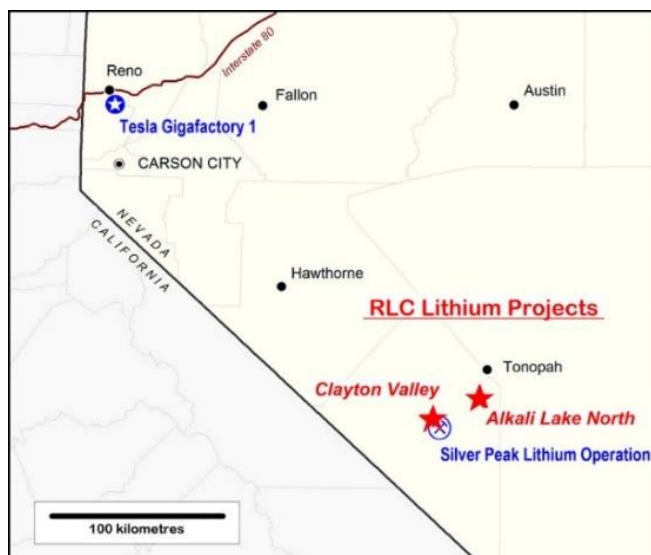 Reno
Interstate 80
Fallon
Austin
Tesla Gigafactory 1
CARSON CITY
NEVADA
CALIFORNIA
Hawthorne
RLC Lithium Projects
Tonopah
Clayton Valley
Alkali Lake North
Silver Peak Lithium Operation
100 kilometres